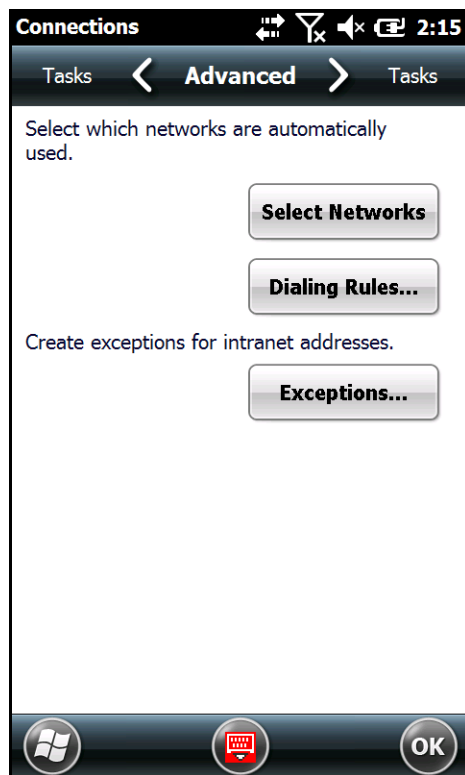 Connections 2:15
Tasks Advanced Tasks
Select which networks are automatically
used.
Select Networks
Dialing Rules...
Create exceptions for intranet addresses.
Exceptions...
OK